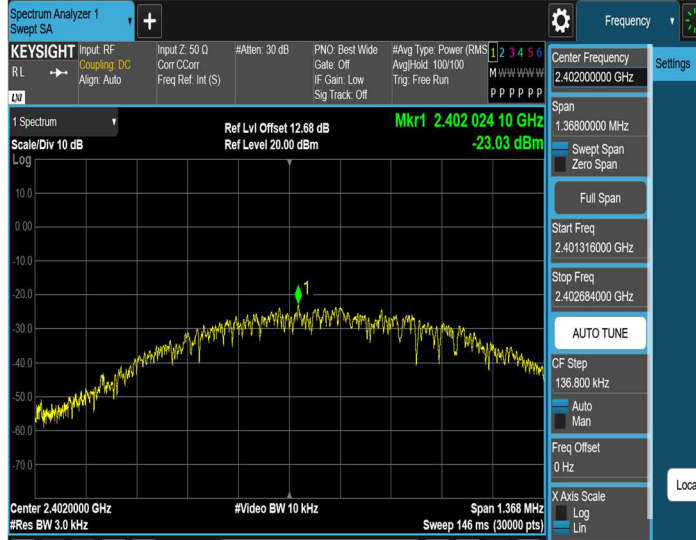 Spectrum Analyzer 1
Swept SA
KEYSIGHT
RL
LXI
Input: RF
Coupling: DC
Align: Auto
Input Z: 50 Ω
Corr CCorr
Freq Ref: Int (S)
#Atten: 30 dB
PNO: Best Wide
Gate: Off
IF Gain: Low
Sig Track: Off
#Avg Type: Power (RMS
Avg|Hold: 100/100
Trig: Free Run
1 2 3 4 5 6
M W W W W W
P P P P P P
1 Spectrum
Scale/Div 10 dB
Ref Lvl Offset 12.68 dB
Ref Level 20.00 dBm
Mkr1 2.402 024 10 GHz
-23.03 dBm
Log
10.0
0.00
-10.0
-20.0
-30.0
-40.0
-50.0
-60.0
-70.0
1
Center 2.4020000 GHz
#Res BW 3.0 kHz
#Video BW 10 kHz
Span 1.368 MHz
Sweep 146 ms (30000 pts)
Frequency
Settings
Center Frequency
2.402000000 GHz
Span
1.36800000 MHz
Swept Span
Zero Span
Full Span
Start Freq
2.401316000 GHz
Stop Freq
2.402684000 GHz
AUTO TUNE
CF Step
136.800 kHz
Auto
Man
Freq Offset
0 Hz
X Axis Scale
Log
Lin
Loca